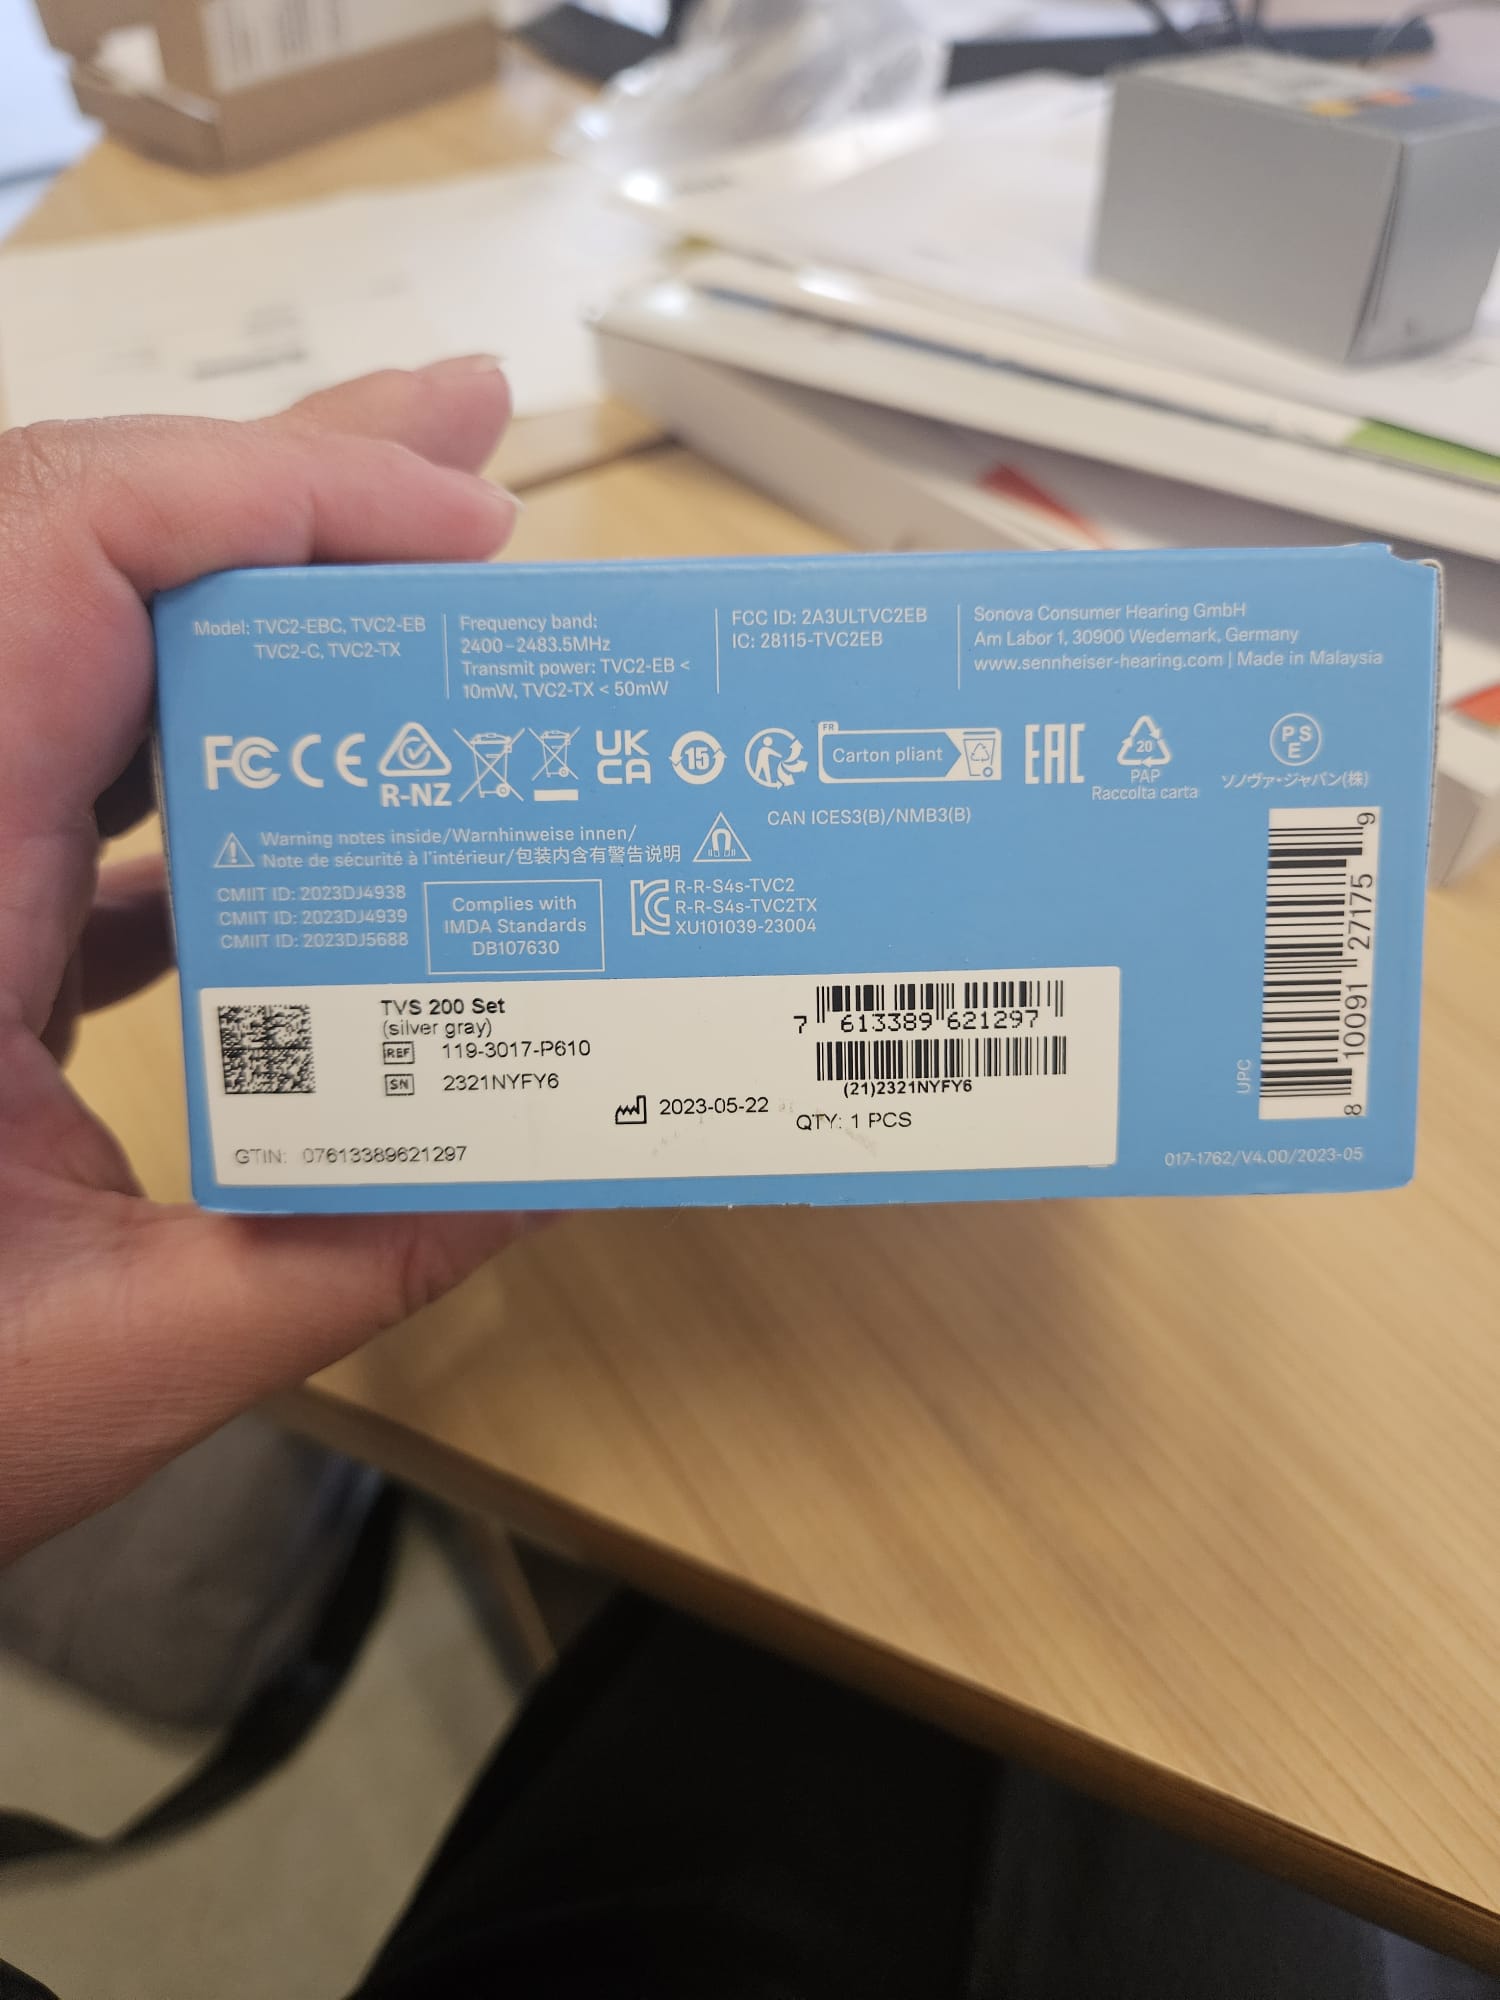 Model: TVC2-EBC, TVC2-EB
TVC2-C, TVC2-TX
Frequency band:
2400–2483.5MHz
Transmit power: TVC2-EB <
10mW, TVC2-TX < 50mW
FCC ID: 2A3ULTVC2EB
IC: 28115-TVC2EB
Sonova Consumer Hearing GmbH
Am Labor 1, 30900 Wedemark, Germany
www.sennheiser-hearing.com | Made in Malaysia
FC CE
R-NZ
UK
CA
15
FR
Carton pliant
EAC
20
PAP
Raccolta carta
PS
E
ソノヴァ・ジャパン(株)
Warning notes inside/Warnhinweise innen/
Note de sécurité à l'intérieur/包装内含有警告说明
CAN ICES3(B)/NMB3(B)
CMIIT ID: 2023DJ4938
CMIIT ID: 2023DJ4939
CMIIT ID: 2023DJ5688
Complies with
IMDA Standards
DB107630
R-R-S4s-TVC2
R-R-S4s-TVC2TX
XU101039-23004
TVS 200 Set
(silver gray)
REF 119-3017-P610
SN 2321NYFY6
2023-05-22
GTIN: 07613389621297
7 613389 621297
(21)2321NYFY6
QTY: 1 PCS
UPC
8 10091 27175 9
017-1762/V4.00/2023-05